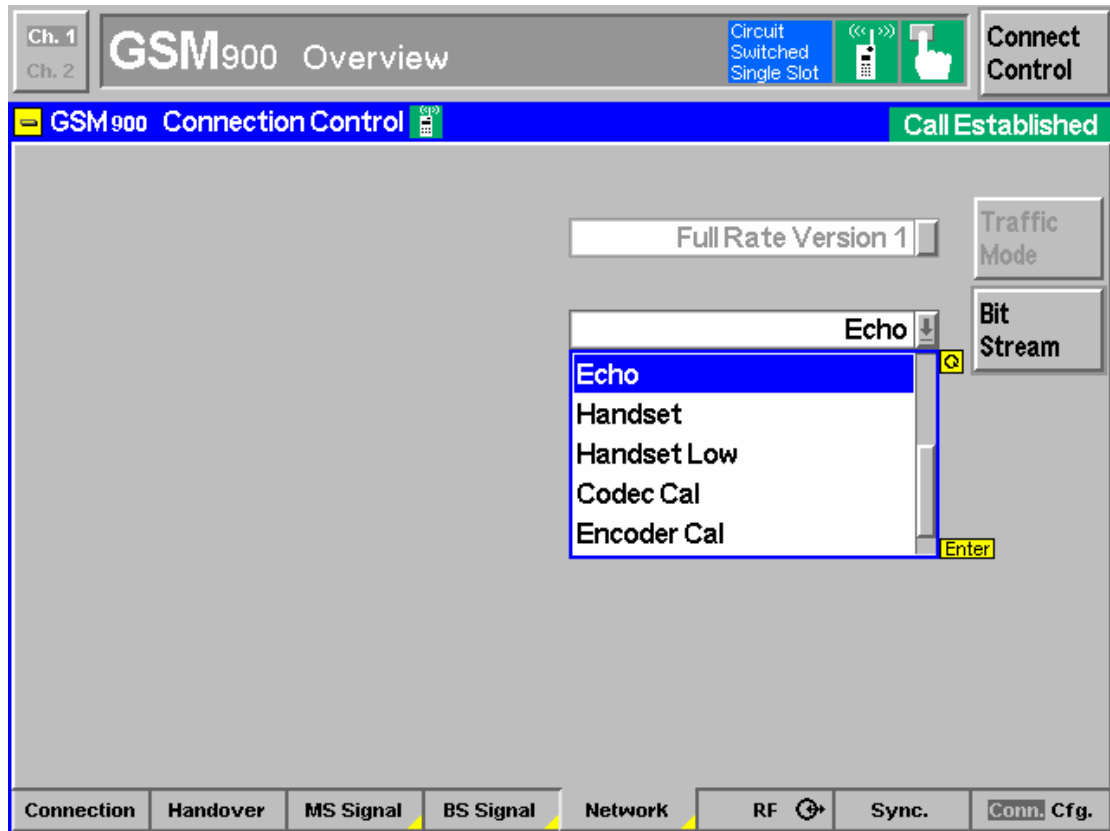 Ch. 1
Ch. 2
GSM900 Overview
Circuit
Switched
Single Slot
Connect
Control
GSM 900 Connection Control
Call Established
Full Rate Version 1
Traffic
Mode
Echo
Bit
Stream
Echo
Handset
Handset Low
Codec Cal
Encoder Cal
Enter
Connection
Handover
MS Signal
BS Signal
Network
RF
Sync.
Conn. Cfg.